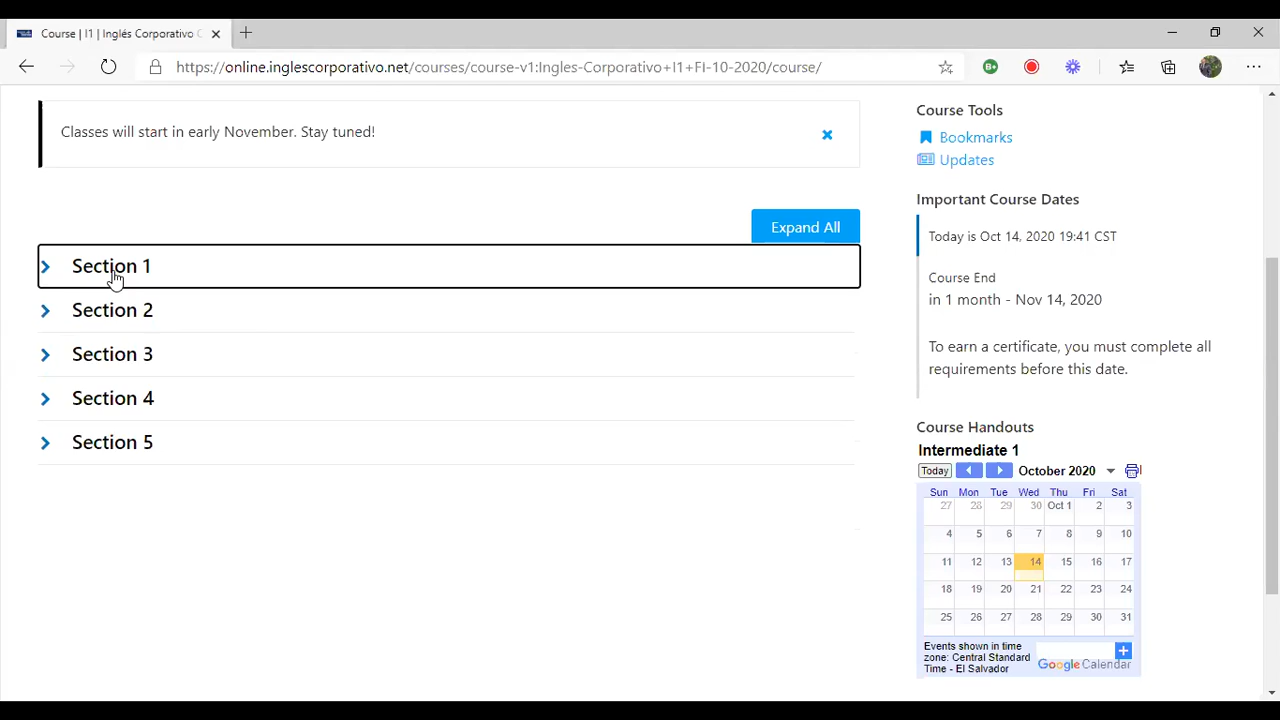 Course | I1 | Inglés Corporativo C
https://online.inglescorporativo.net/courses/course-v1:Ingles-Corporativo+I1+FI-10-2020/course/
B+
Classes will start in early November. Stay tuned!
Expand All
Section 1
Section 2
Section 3
Section 4
Section 5
Course Tools
Bookmarks
Updates
Important Course Dates
Today is Oct 14, 2020 19:41 CST
Course End
in 1 month - Nov 14, 2020
To earn a certificate, you must complete all
requirements before this date.
Course Handouts
Intermediate 1
Today October 2020
Sun Mon Tue Wed Thu Fri Sat
27 28 29 30 Oct 1 2 3
4 5 6 7 8 9 10
11 12 13 14 15 16 17
18 19 20 21 22 23 24
25 26 27 28 29 30 31
Events shown in time
zone: Central Standard
Time - El Salvador
Google Calendar